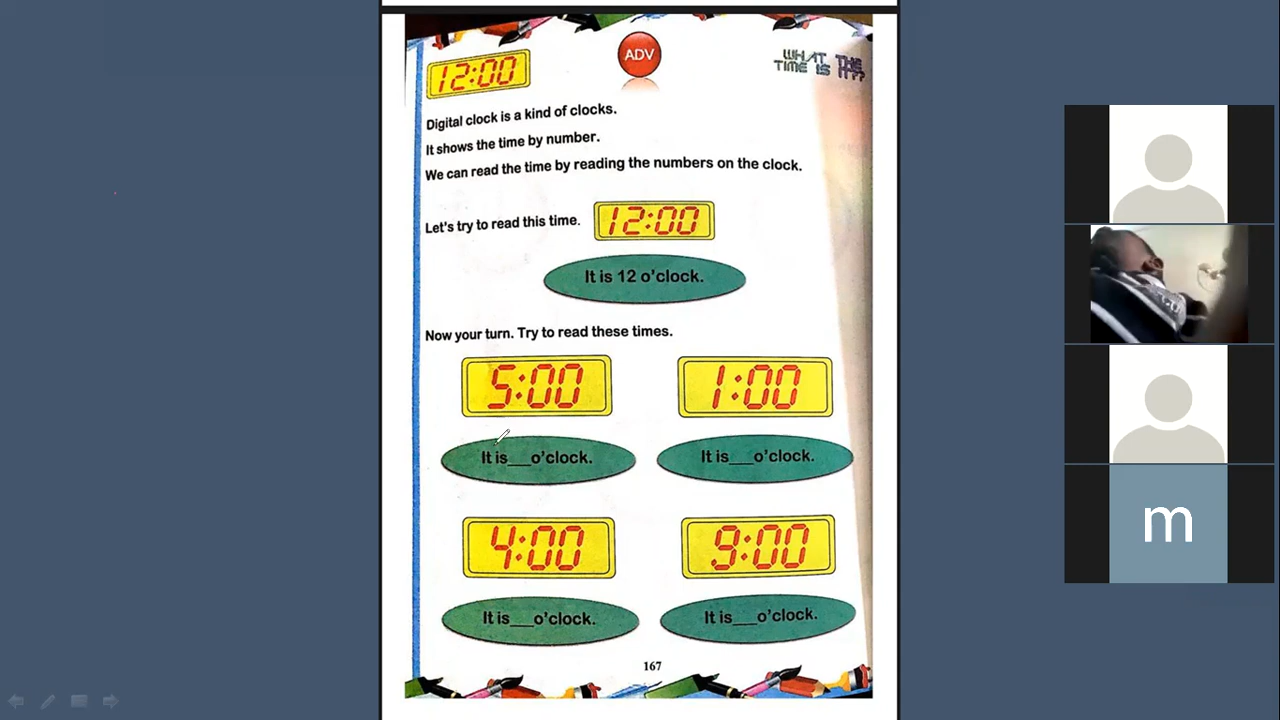 12:00
ADV
WHAT THE
TIME IS IT??
Digital clock is a kind of clocks.
It shows the time by number.
We can read the time by reading the numbers on the clock.
Let's try to read this time. 12:00
It is 12 o'clock.
Now your turn. Try to read these times.
5:00 1:00
It is___o'clock. It is___o'clock.
4:00 9:00
It is___o'clock. It is___o'clock.
167
m